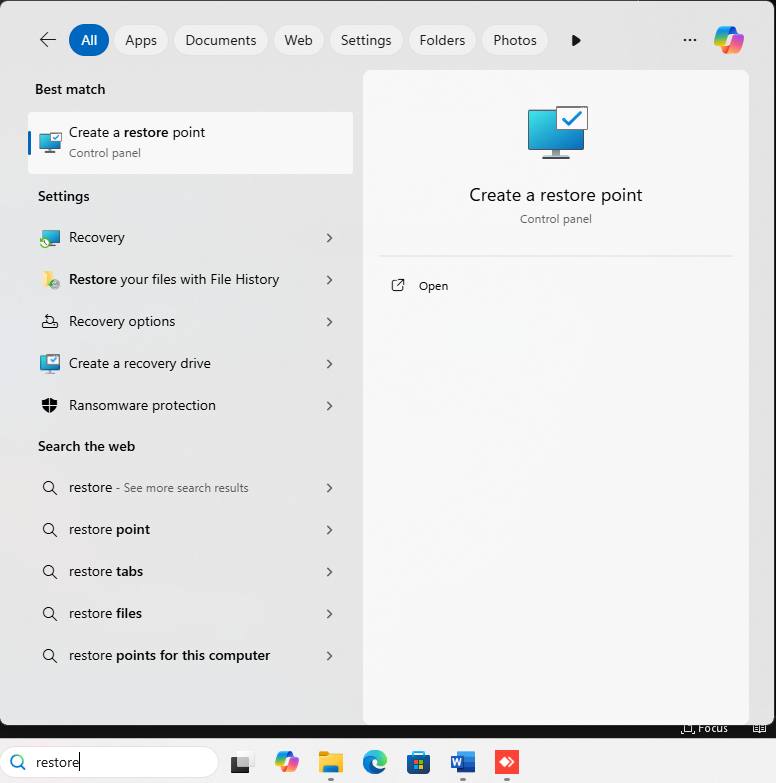 All Apps Documents Web Settings Folders Photos
Best match
Create a restore point
Control panel
Settings
Recovery
Restore your files with File History
Recovery options
Create a recovery drive
Ransomware protection
Search the web
restore - See more search results
restore point
restore tabs
restore files
restore points for this computer
Create a restore point
Control panel
Open
Focus
restore